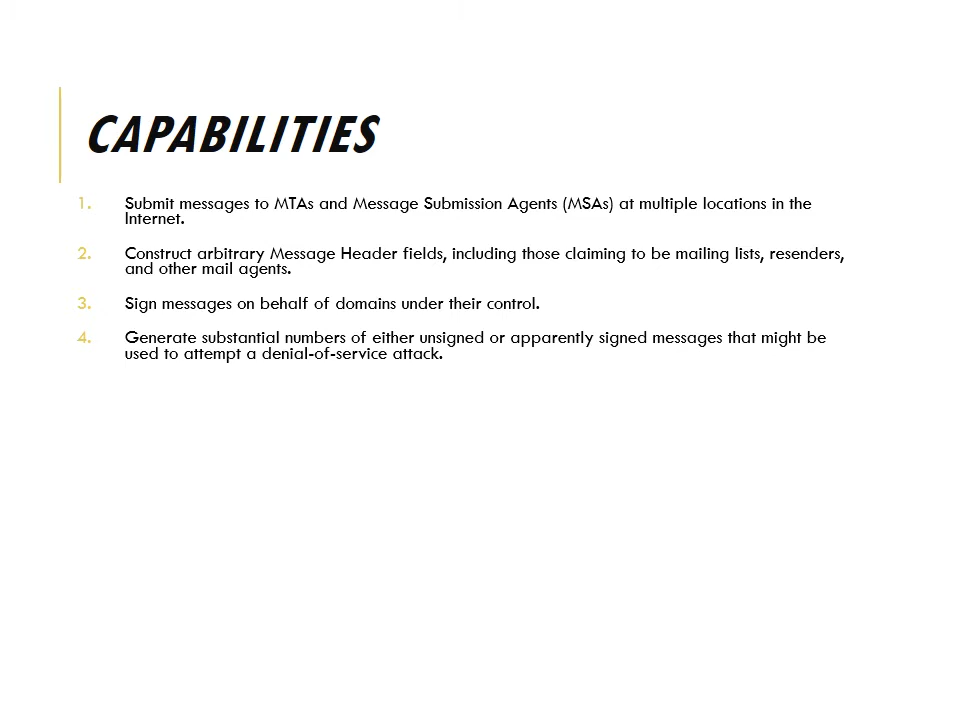 CAPABILITIES
1. Submit messages to MTAs and Message Submission Agents (MSAs) at multiple locations in the
Internet.
2. Construct arbitrary Message Header fields, including those claiming to be mailing lists, resenders,
and other mail agents.
3. Sign messages on behalf of domains under their control.
4. Generate substantial numbers of either unsigned or apparently signed messages that might be
used to attempt a denial-of-service attack.